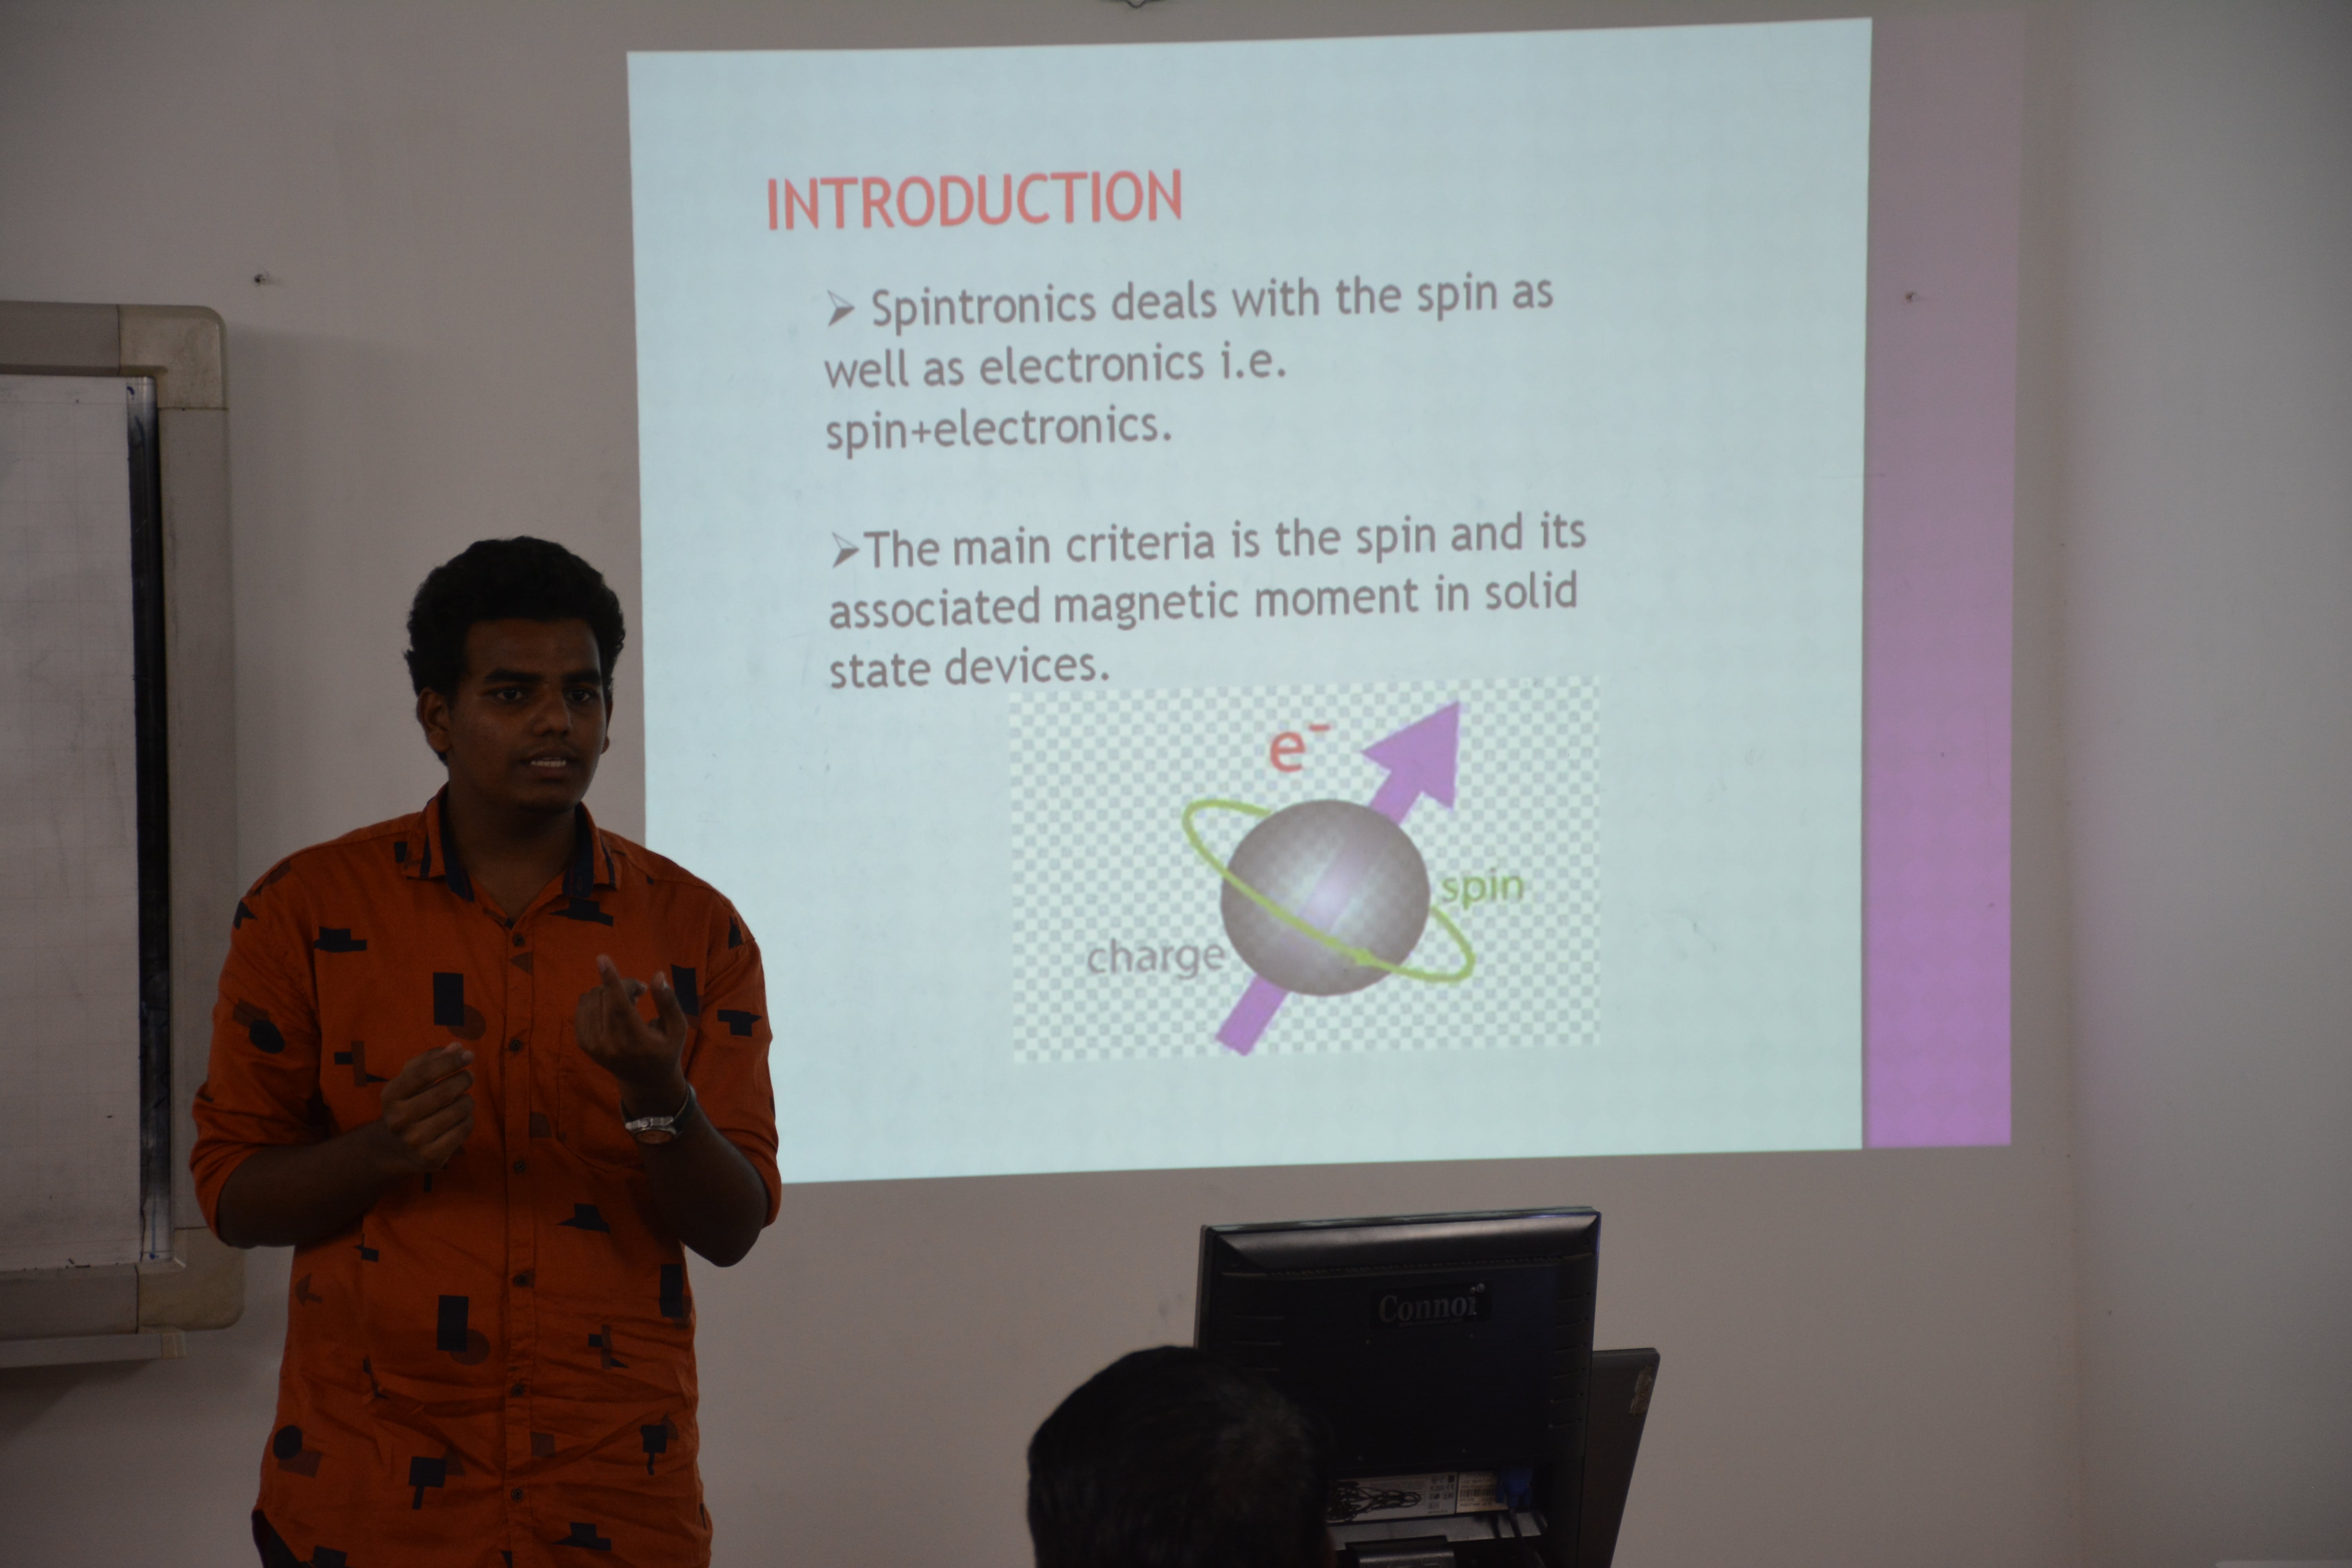 INTRODUCTION
➢ Spintronics deals with the spin as
well as electronics i.e.
spin+electronics.
➢The main criteria is the spin and its
associated magnetic moment in solid
state devices.
e⁻
spin
charge
Connoi